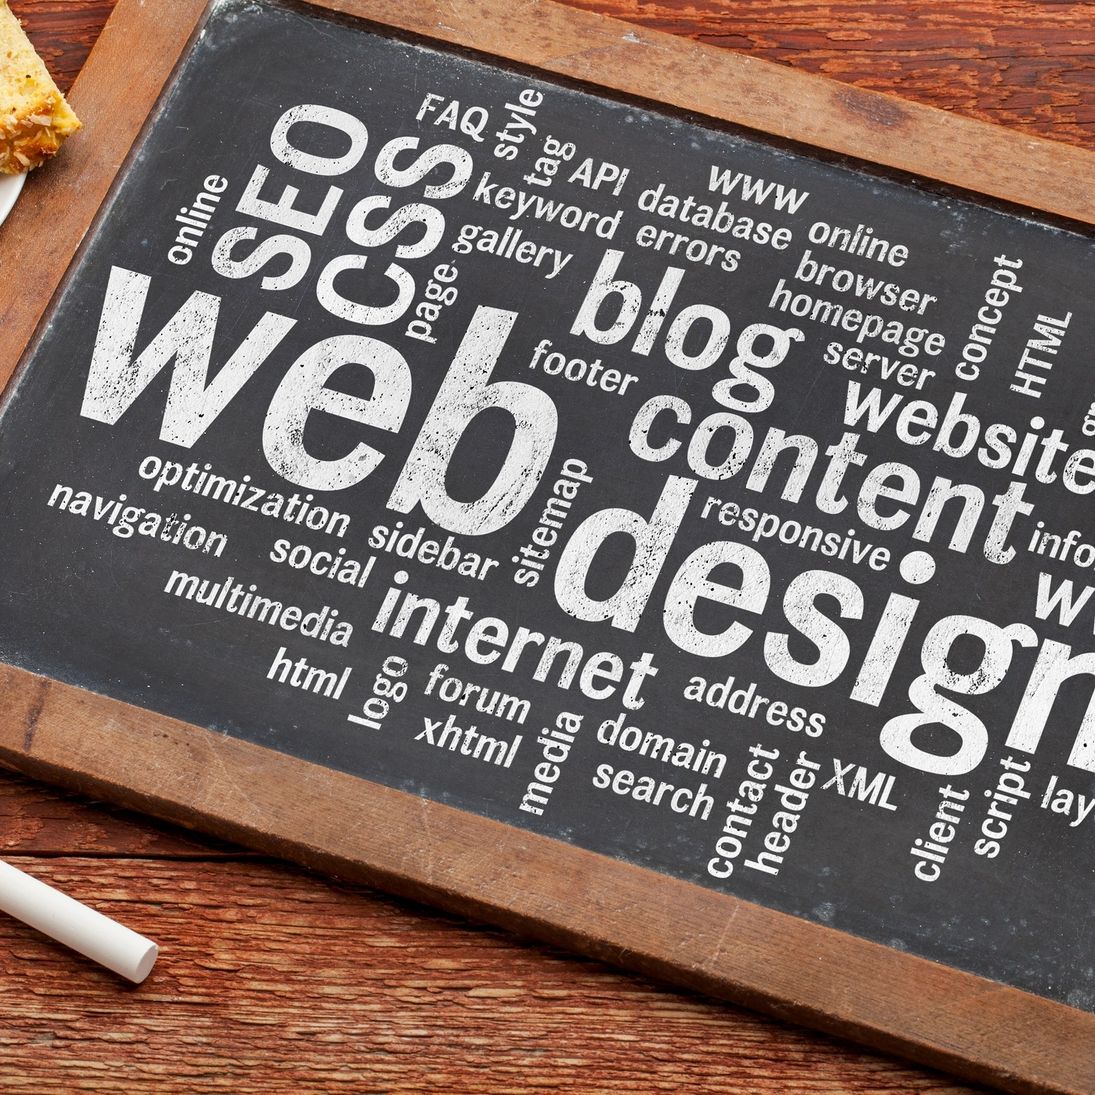 FAQ
style
tag
API
www
SEO
CSS
keyword
database
online
online
gallery
errors
browser
concept
page
homepage
HTML
blog
server
web
footer
website
content
optimization
navigation
sidebar
sitemap
responsive
social
design
multimedia
internet
html
logo
forum
address
xhtml
media
domain
search
contact
header
XML
client
script